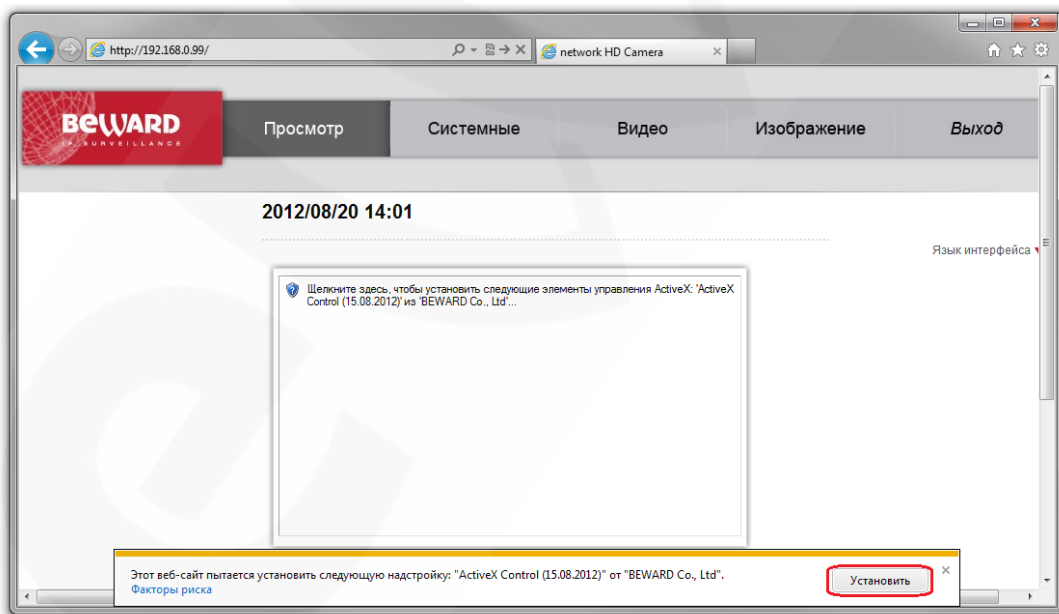 http://192.168.0.99/
network HD Camera
BEWARD
IP SURVEILLANCE
Просмотр
Системные
Видео
Изображение
Выход
2012/08/20 14:01
Язык интерфейса
Щелкните здесь, чтобы установить следующие элементы управления ActiveX: 'ActiveX
Control (15.08.2012)' из 'BEWARD Co., Ltd'...
Этот веб-сайт пытается установить следующую надстройку: "ActiveX Control (15.08.2012)" от "BEWARD Co., Ltd".
Факторы риска
Установить